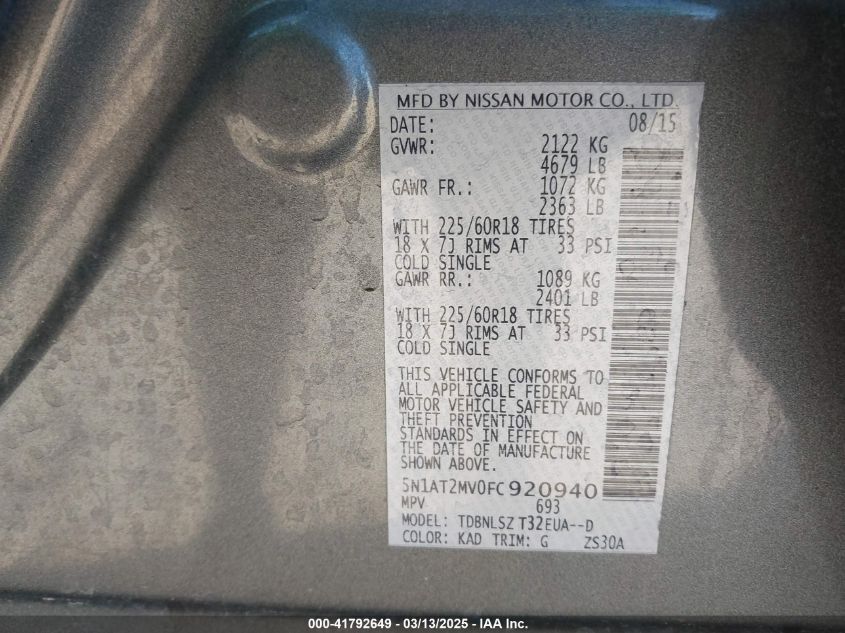 MFD BY NISSAN MOTOR CO., LTD.
DATE: 08/15
GVWR: 2122 KG
4679 LB
GAWR FR.: 1072 KG
2363 LB
WITH 225/60R18 TIRES
18 X 7J RIMS AT 33 PSI
COLD SINGLE
GAWR RR.: 1089 KG
2401 LB
WITH 225/60R18 TIRES
18 X 7J RIMS AT 33 PSI
COLD SINGLE
THIS VEHICLE CONFORMS TO
ALL APPLICABLE FEDERAL
MOTOR VEHICLE SAFETY AND
THEFT PREVENTION
STANDARDS IN EFFECT ON
THE DATE OF MANUFACTURE
SHOWN ABOVE.
5N1AT2MV0FC920940
MPV 693
MODEL: TDBNLSZ T32EUA--D
COLOR: KAD TRIM: G ZS30A
000-41792649 - 03/13/2025 - IAA Inc.